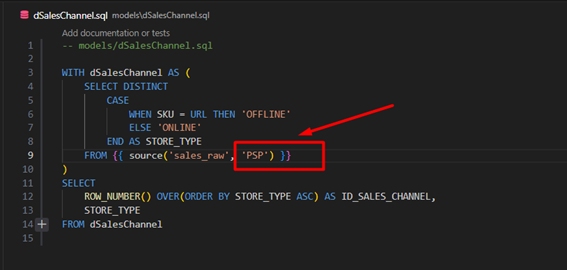 dSalesChannel.sql models\dSalesChannel.sql
Add documentation or tests
1 -- models/dSalesChannel.sql
2
3 WITH dSalesChannel AS (
4 SELECT DISTINCT
5 CASE
6 WHEN SKU = URL THEN 'OFFLINE'
7 ELSE 'ONLINE'
8 END AS STORE_TYPE
9 FROM {{ source('sales_raw', 'PSP') }}
10 )
11 SELECT
12 ROW_NUMBER() OVER(ORDER BY STORE_TYPE ASC) AS ID_SALES_CHANNEL,
13 STORE_TYPE
14 FROM dSalesChannel
15